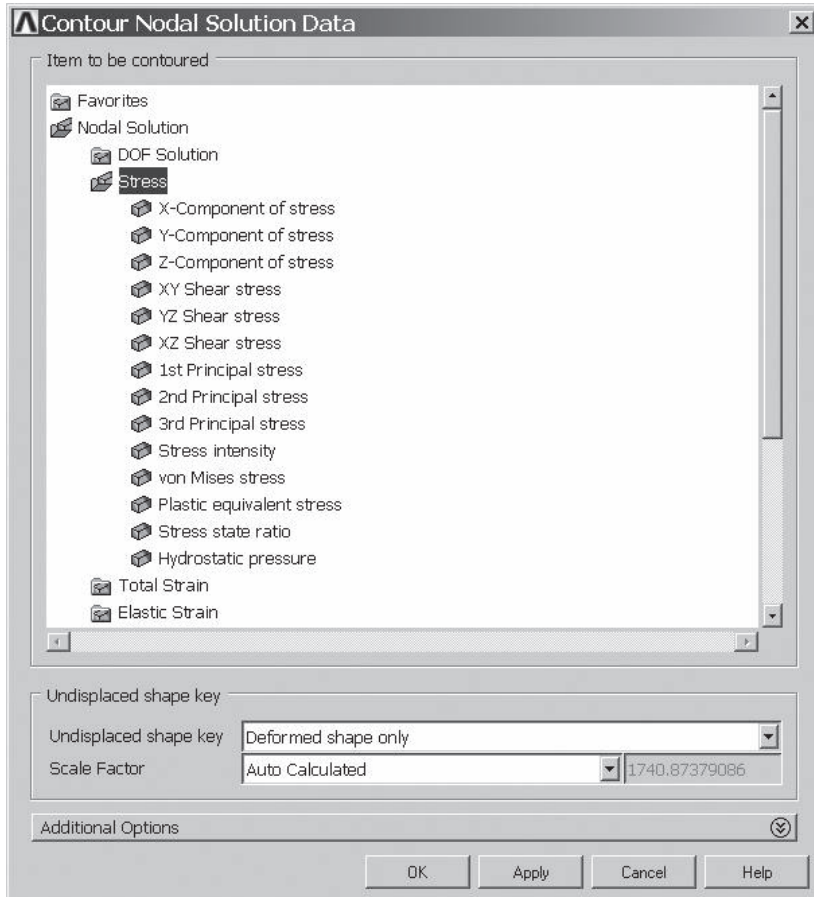 Contour Nodal Solution Data
Item to be contoured
Favorites
Nodal Solution
DOF Solution
Stress
X-Component of stress
Y-Component of stress
Z-Component of stress
XY Shear stress
YZ Shear stress
XZ Shear stress
1st Principal stress
2nd Principal stress
3rd Principal stress
Stress intensity
von Mises stress
Plastic equivalent stress
Stress state ratio
Hydrostatic pressure
Total Strain
Elastic Strain
Undisplaced shape key
Undisplaced shape key Deformed shape only
Scale Factor Auto Calculated 1740.87379086
Additional Options
OK Apply Cancel Help